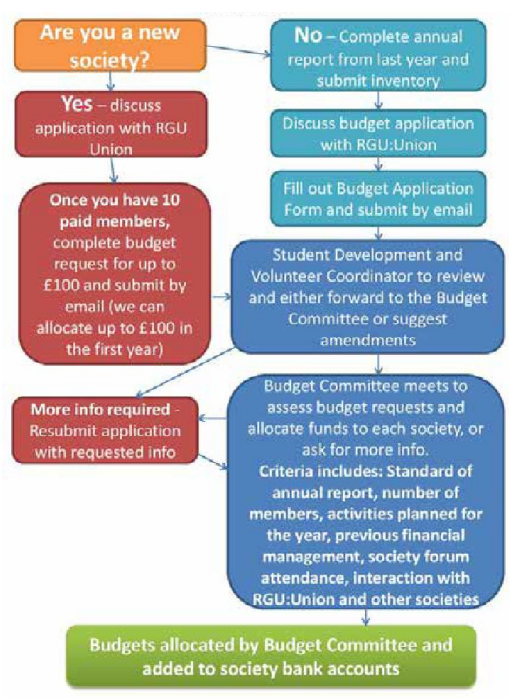 Are you a new
society?
No – Complete annual
report from last year and
submit inventory
Yes – discuss
application with RGU
Union
Discuss budget application
with RGU:Union
Fill out Budget Application
Form and submit by email
Once you have 10
paid members,
complete budget
request for up to
£100 and submit by
email (we can
allocate up to £100 in
the first year)
Student Development and
Volunteer Coordinator to review
and either forward to the Budget
Committee or suggest
amendments
More info required -
Resubmit application
with requested info
Budget Committee meets to
assess budget requests and
allocate funds to each society, or
ask for more info.
Criteria includes: Standard of
annual report, number of
members, activities planned for
the year, previous financial
management, society forum
attendance, interaction with
RGU:Union and other societies
Budgets allocated by Budget Committee and
added to society bank accounts